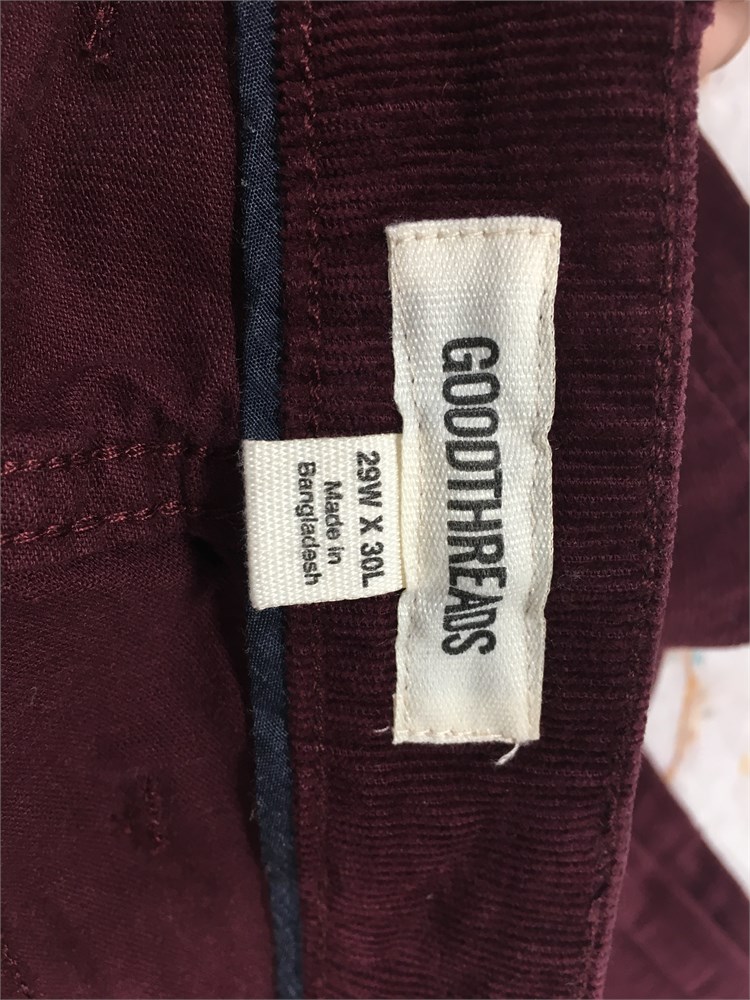 GOODTHREADS
29W X 30L
Made in
Bangladesh